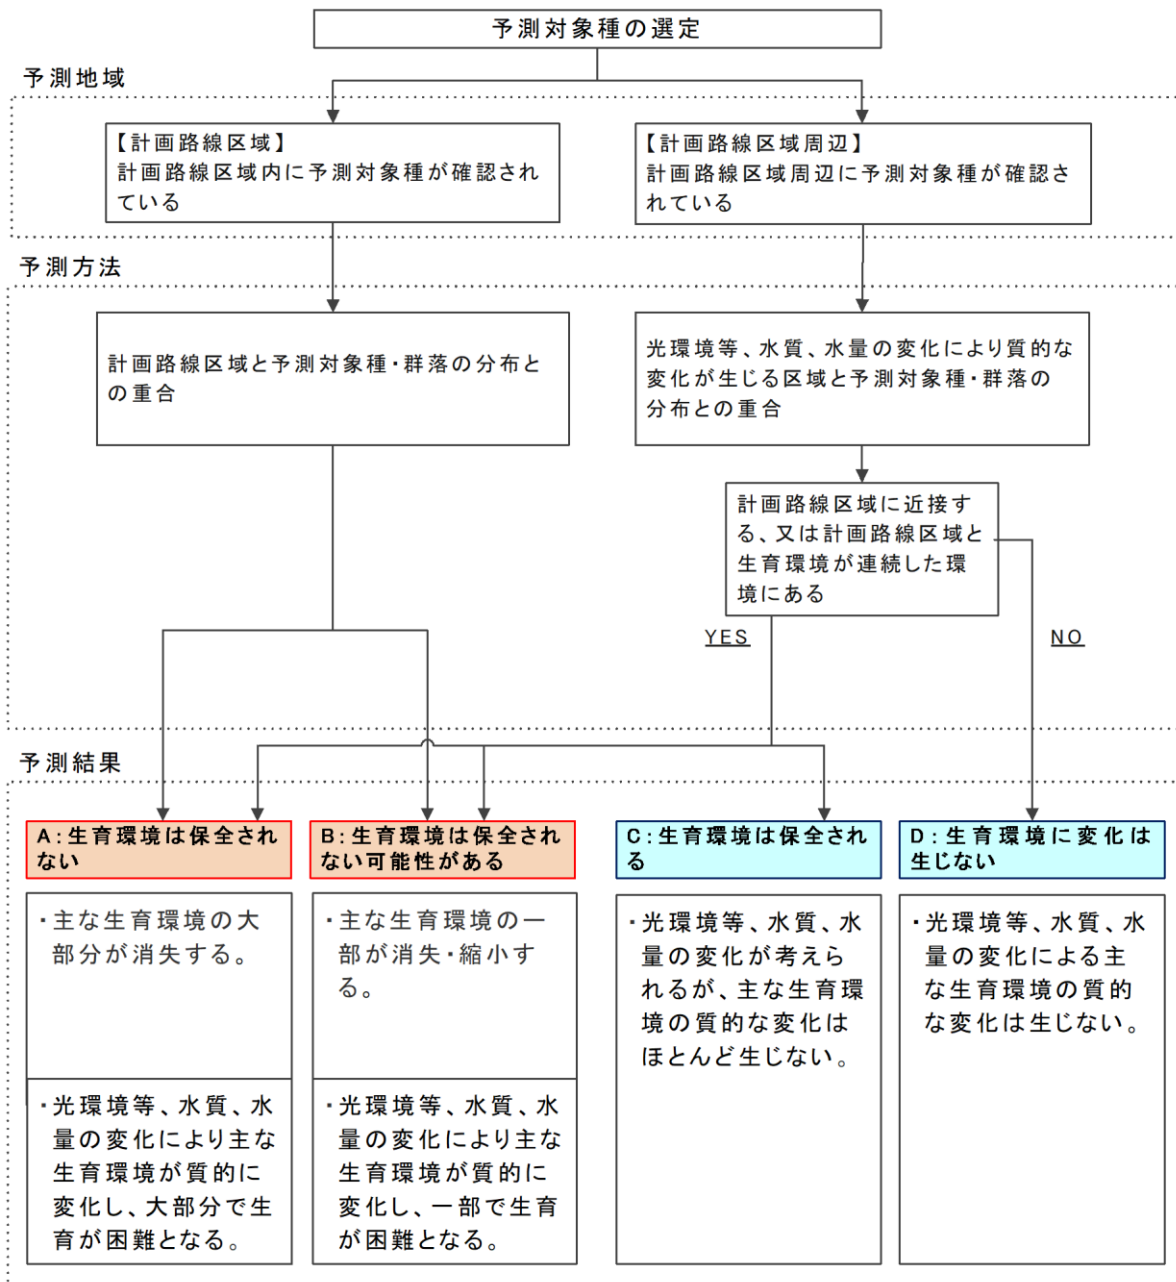 予測対象種の選定
予測地域
【計画路線区域】
計画路線区域内に予測対象種が確認され
ている
【計画路線区域周辺】
計画路線区域周辺に予測対象種が確認さ
れている
予測方法
計画路線区域と予測対象種・群落の分布と
の重合
光環境等、水質、水量の変化により質的な
変化が生じる区域と予測対象種・群落の
分布との重合
計画路線区域に近接す
る、又は計画路線区域と
生育環境が連続した環
境にある
YES
NO
予測結果
A:生育環境は保全され
ない
B:生育環境は保全され
ない可能性がある
C:生育環境は保全され
る
D:生育環境に変化は
生じない
・主な生育環境の大
部分が消失する。
・主な生育環境の一
部が消失・縮小す
る。
・光環境等、水質、水
量の変化が考えら
れるが、主な生育環
境の質的な変化は
ほとんど生じない。
・光環境等、水質、水
量の変化による主
な生育環境の質的
な変化は生じない。
・光環境等、水質、水
量の変化により主な
生育環境が質的に
変化し、大部分で生
育が困難となる。
・光環境等、水質、水
量の変化により主な
生育環境が質的に
変化し、一部で生育
が困難となる。